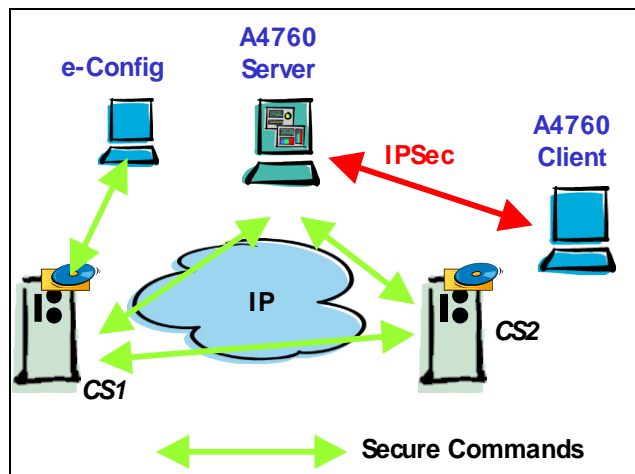 A4760
Server
e-Config
A4760
Client
IPSec
IP
CS2
CS1
Secure Commands